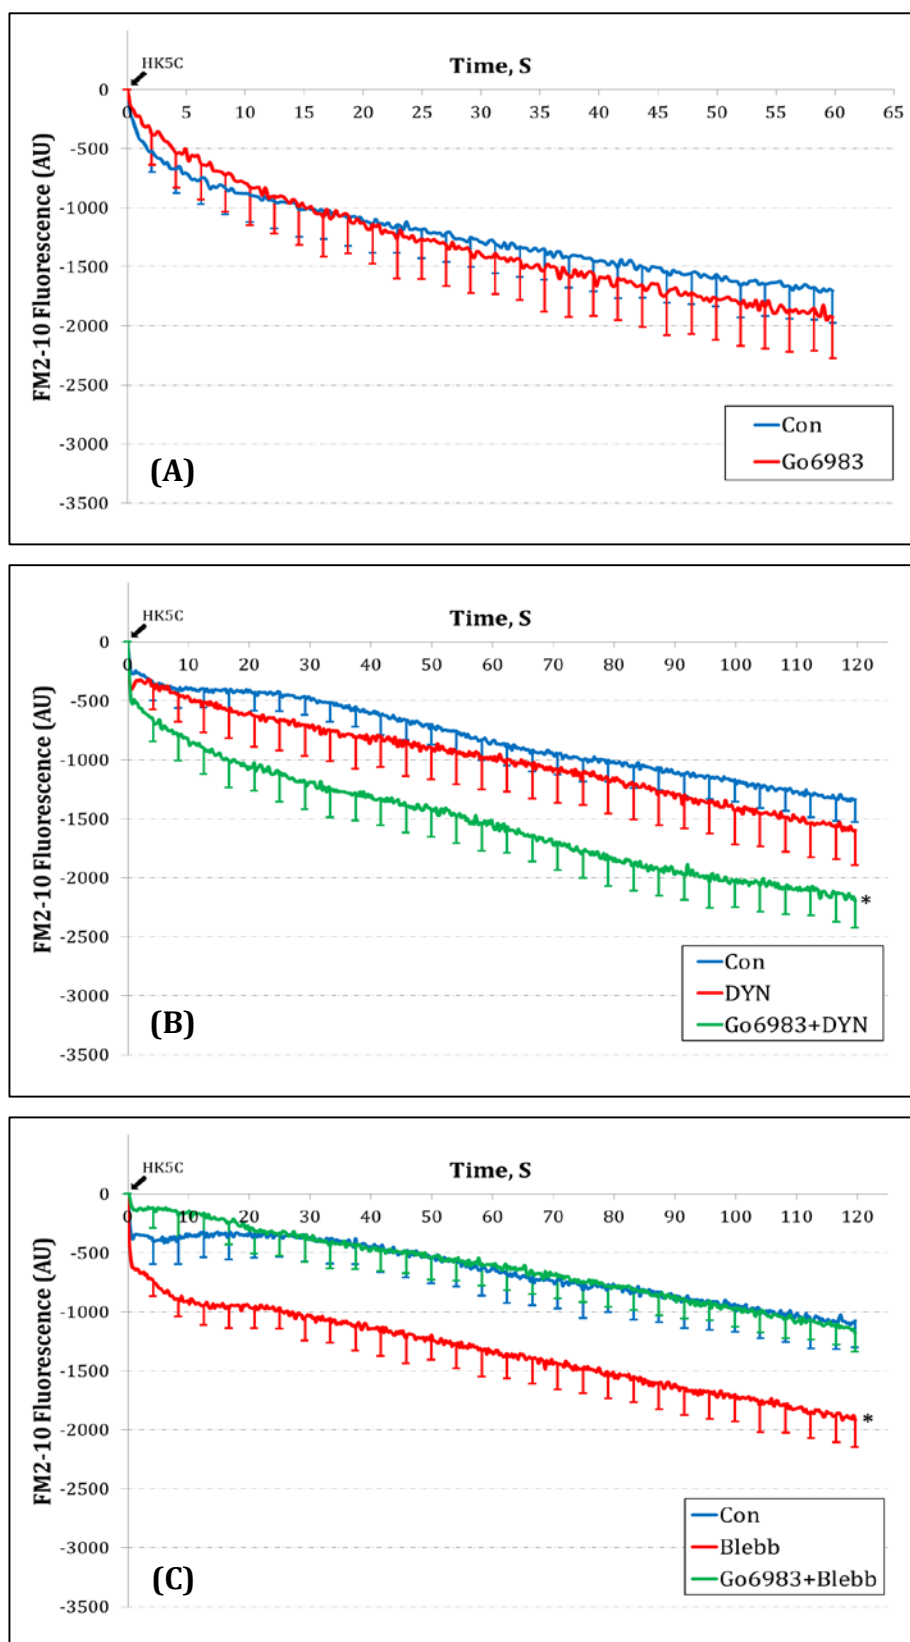 HK5C
Time, S
0
0 5 10 15 20 25 30 35 40 45 50 55 60 65
-500
-1000
-1500
-2000
-2500
-3000
-3500
FM2-10 Fluorescence (AU)
Con
Go6983
(A)
HK5C
Time, S
0
0 10 20 30 40 50 60 70 80 90 100 110 120
-500
-1000
-1500
-2000
-2500
-3000
-3500
FM2-10 Fluorescence (AU)
*
Con
DYN
Go6983+DYN
(B)
HK5C
Time, S
0
0 10 20 30 40 50 60 70 80 90 100 110 120
-500
-1000
-1500
-2000
-2500
-3000
-3500
FM2-10 Fluorescence (AU)
*
Con
Blebb
Go6983+Blebb
(C)